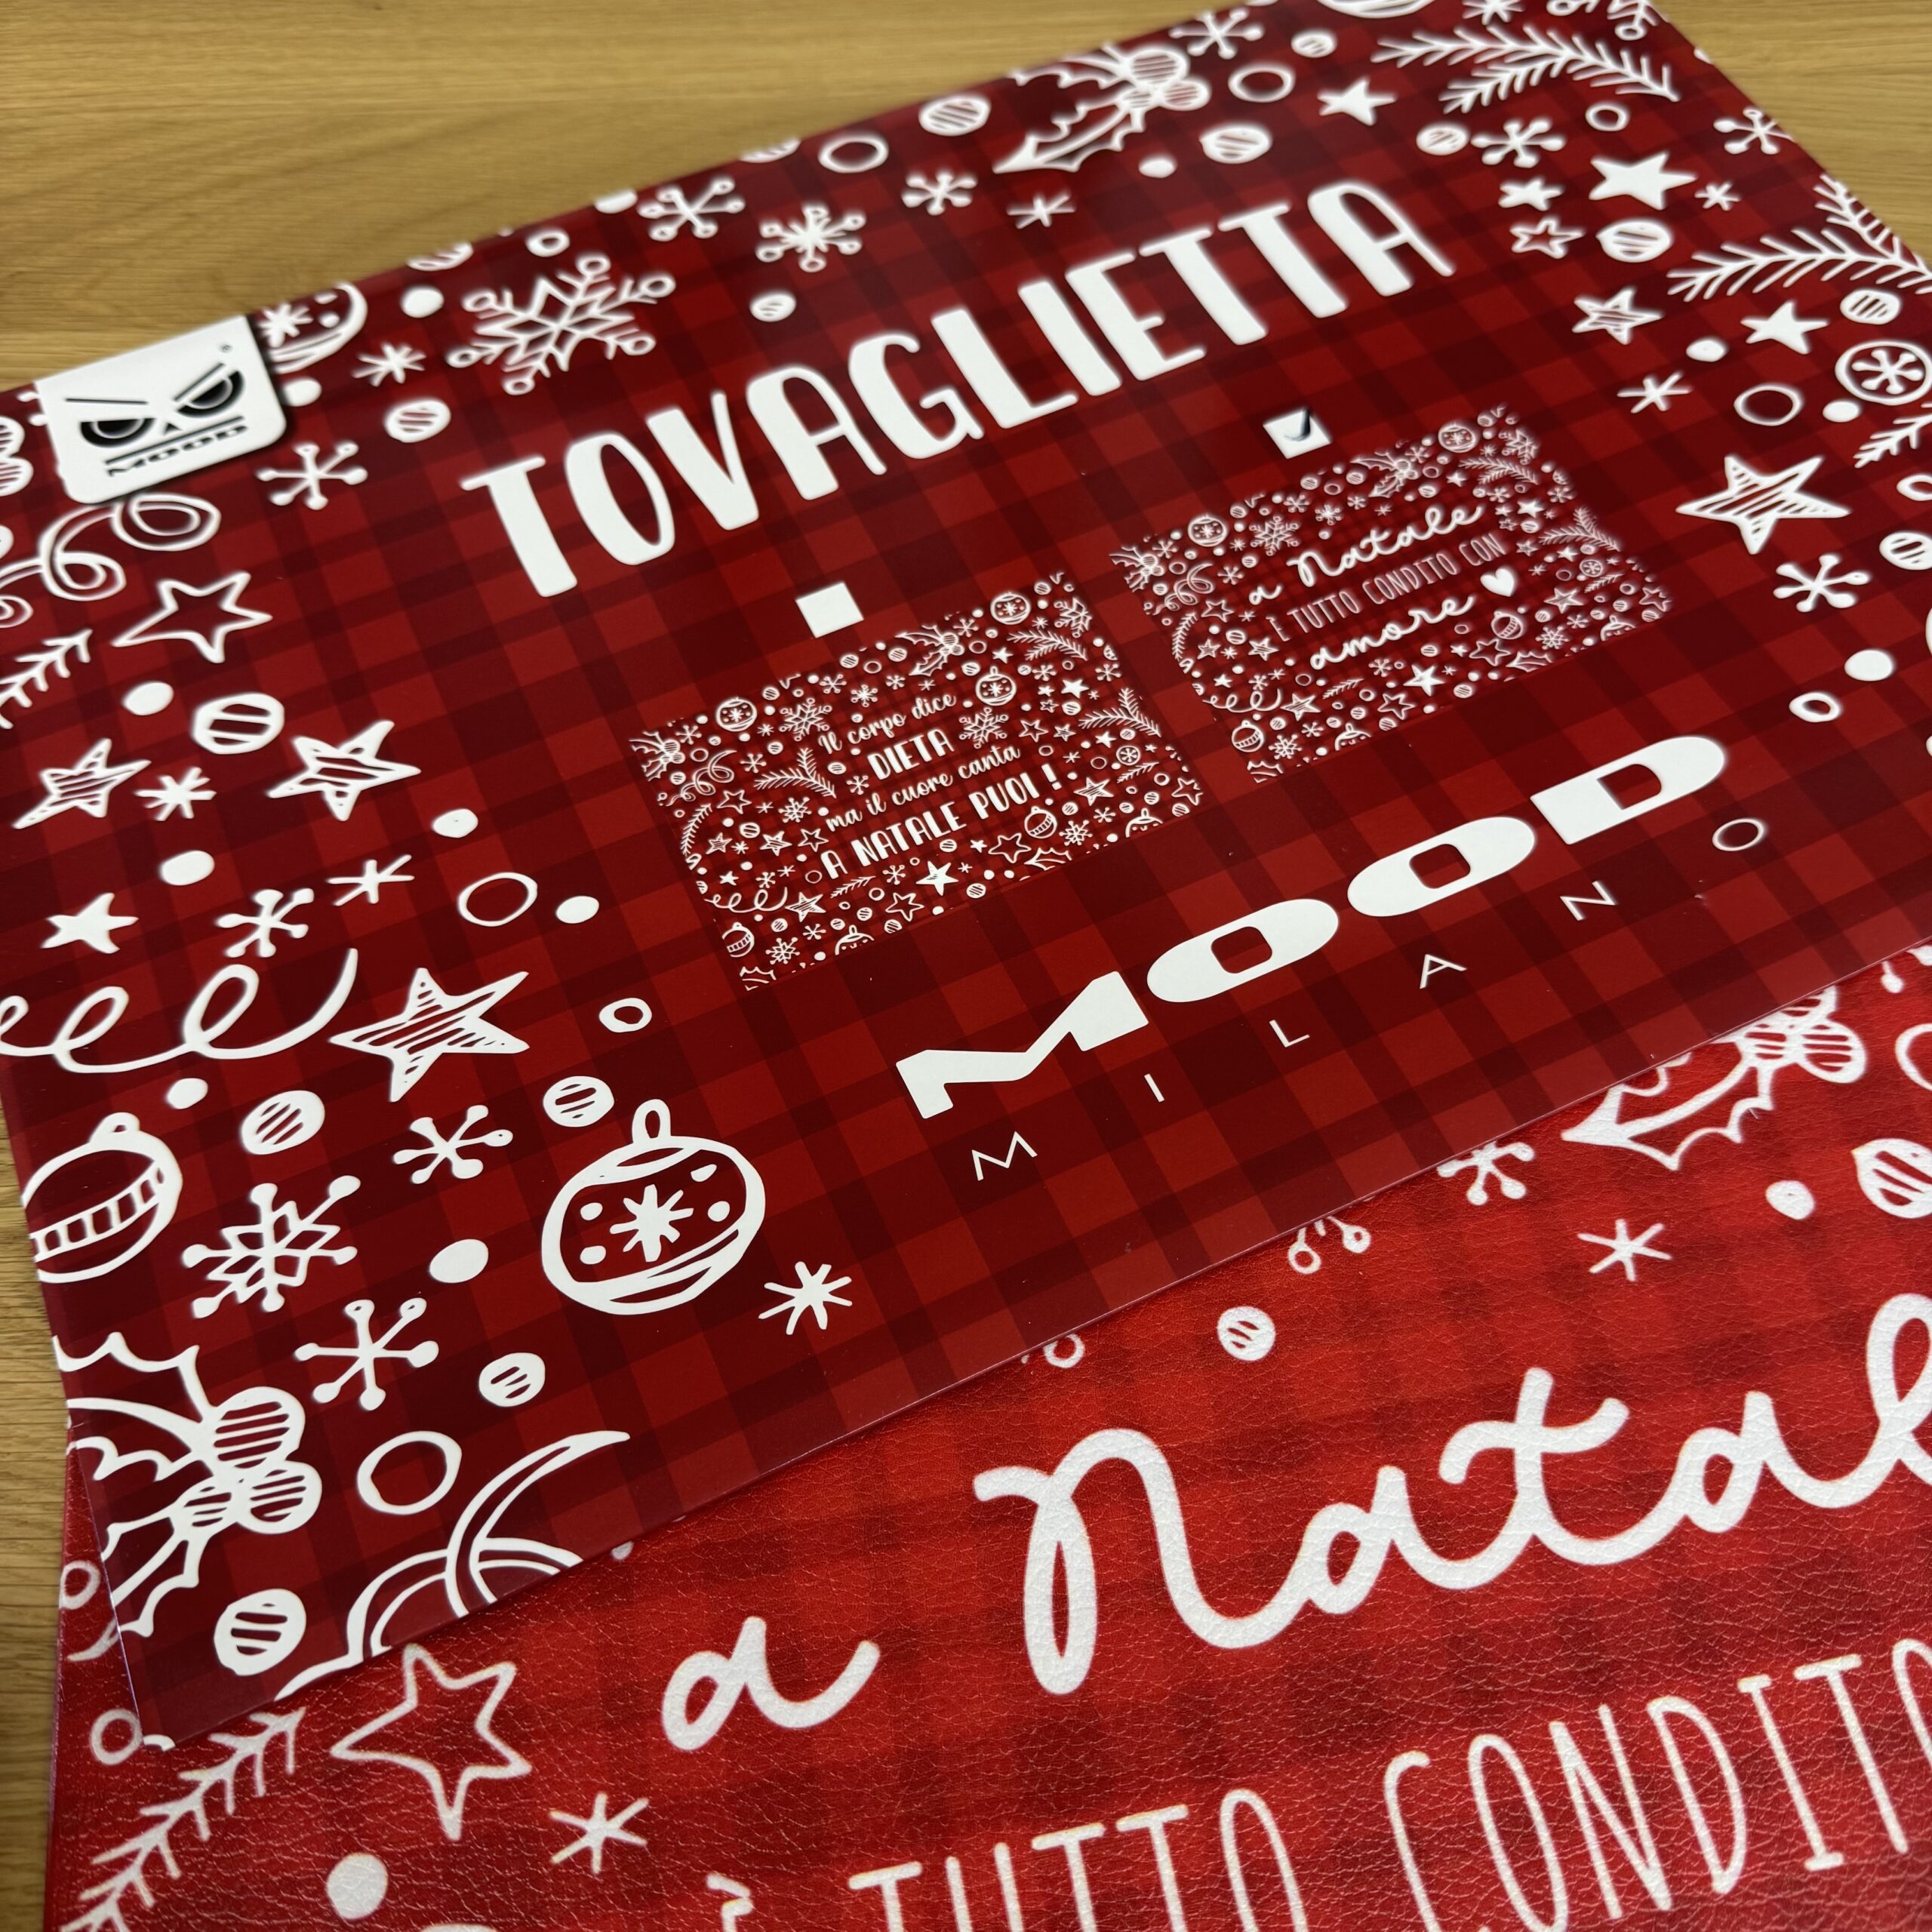 MOOD
TOVAGLIETTA
Il corpo dice
DIETA
ma il cuore canta
A NATALE PUOI !
a Natale
È TUTTO CONDITO CON
amore
MOOD
MILANO
a Natal
È TUTTO CONDITO